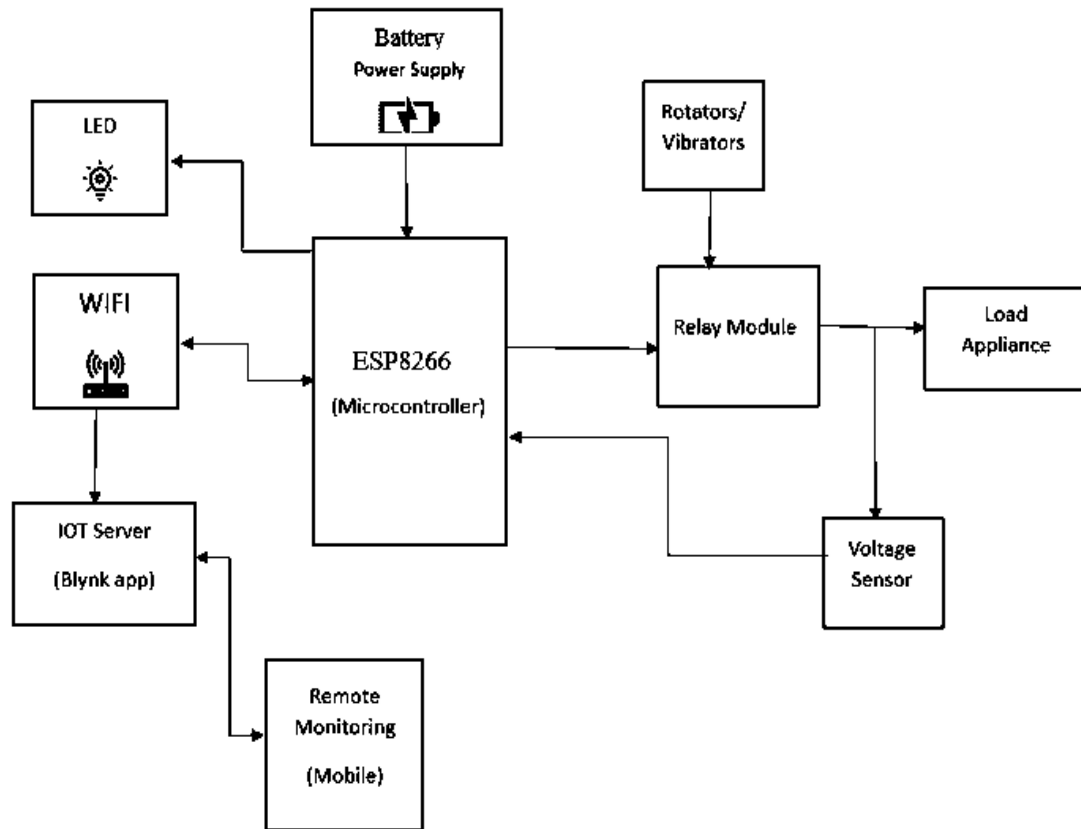 Battery
Power Supply
LED
Rotators/
Vibrators
WIFI
ESP8266
(Microcontroller)
Relay Module
Load
Appliance
IOT Server
(Blynk app)
Voltage
Sensor
Remote
Monitoring
(Mobile)